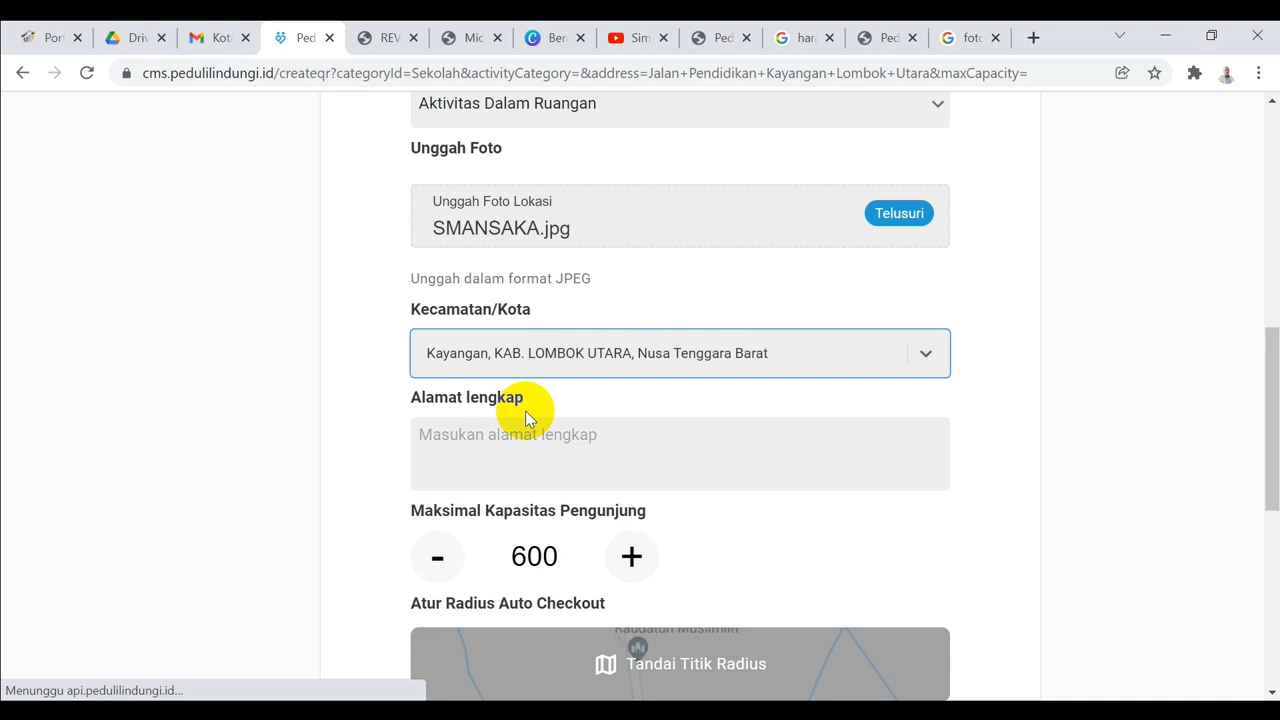 Por
Dri
Kot
Ped
REV
Mic
Ber
Sim
Ped
har
Ped
foto
cms.pedulilindungi.id/createqr?categoryId=Sekolah&activityCategory=&address=Jalan+Pendidikan+Kayangan+Lombok+Utara&maxCapacity=
Aktivitas Dalam Ruangan
Unggah Foto
Unggah Foto Lokasi
SMANSAKA.jpg
Telusuri
Unggah dalam format JPEG
Kecamatan/Kota
Kayangan, KAB. LOMBOK UTARA, Nusa Tenggara Barat
Alamat lengkap
Masukan alamat lengkap
Maksimal Kapasitas Pengunjung
- 600 +
Atur Radius Auto Checkout
Raudatun Muslimin
Tandai Titik Radius
Menunggu api.pedulilindungi.id...